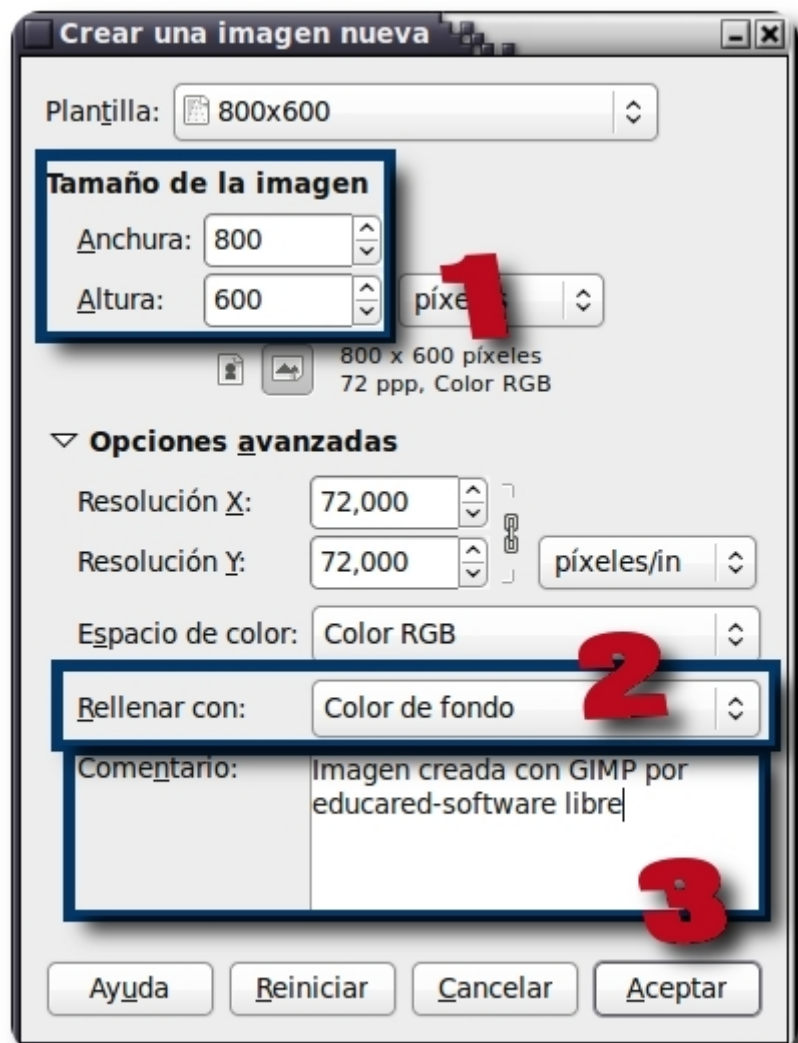 Crear una imagen nueva
Plantilla: 800x600
Tamaño de la imagen
Anchura: 800
Altura: 600 píxeles
1
800 x 600 píxeles
72 ppp, Color RGB
Opciones avanzadas
Resolución X: 72,000
Resolución Y: 72,000 píxeles/in
Espacio de color: Color RGB
2
Rellenar con: Color de fondo
Comentario: Imagen creada con GIMP por
educared-software libre
3
Ayuda Reiniciar Cancelar Aceptar